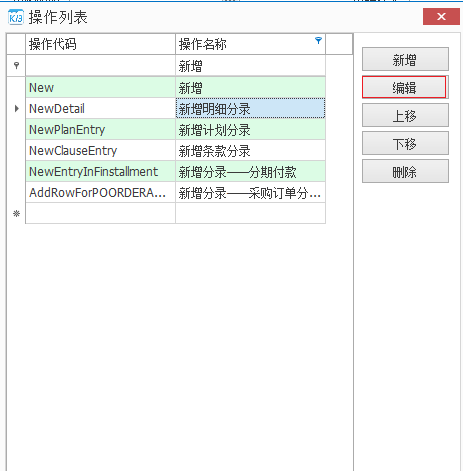 K/3 操作列表
操作代码 操作名称
新增
New 新增
NewDetail 新增明细分录
NewPlanEntry 新增计划分录
NewClauseEntry 新增条款分录
NewEntryInFinstallment 新增分录——分期付款
AddRowForPOORDERA... 新增分录——采购订单分...
新增
编辑
上移
下移
删除